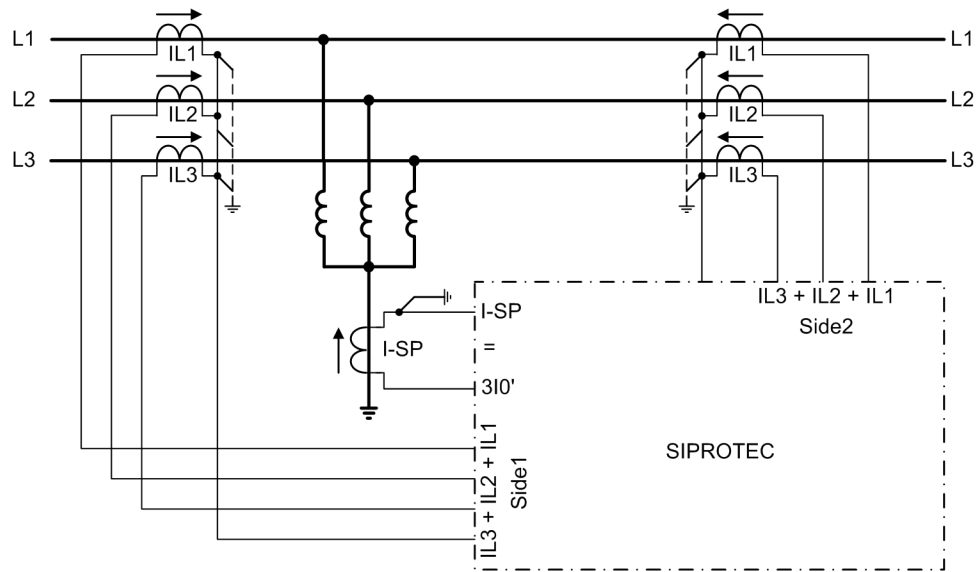 L1
IL1
IL1
L1
L2
IL2
IL2
L2
L3
IL3
IL3
L3
IL3 + IL2 + IL1
Side2
I-SP
I-SP
=
3I0'
SIPROTEC
IL3 + IL2 + IL1
Side1